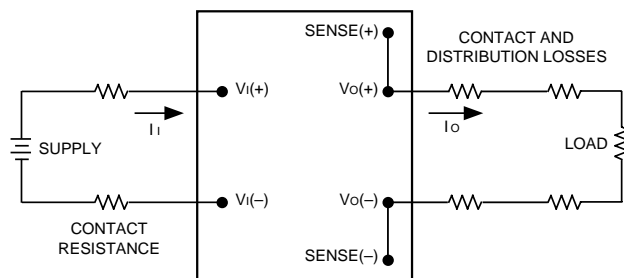 SENSE(+)
CONTACT AND
DISTRIBUTION LOSSES
VI(+)
VO(+)
II
IO
SUPPLY
LOAD
VI(–)
VO(–)
CONTACT
RESISTANCE
SENSE(–)